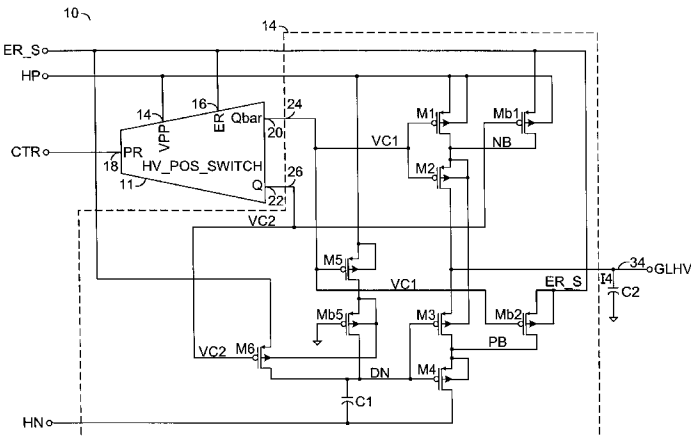 10
14
ER_S
HP
14
16
24
M1
Mb1
VPP
ER
Qbar
20
VC1
NB
CTR
PR
18
HV_POS_SWITCH
26
M2
11
Q
22
VC2
34
GLHV
M5
I4
ER_S
VC1
C2
Mb5
M3
Mb2
M6
VC2
PB
DN
M4
C1
HN